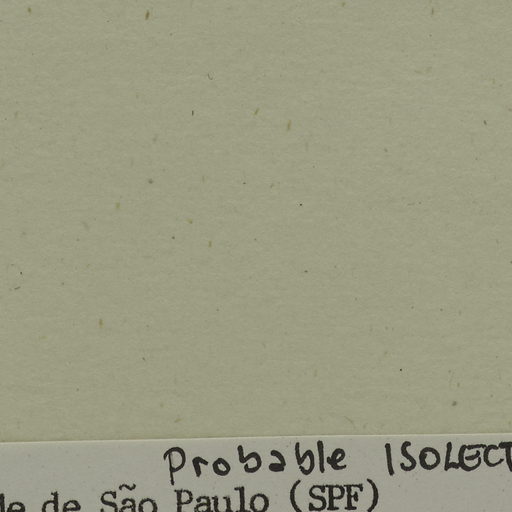 Probable ISOLECT
de de São Paulo (SPF)